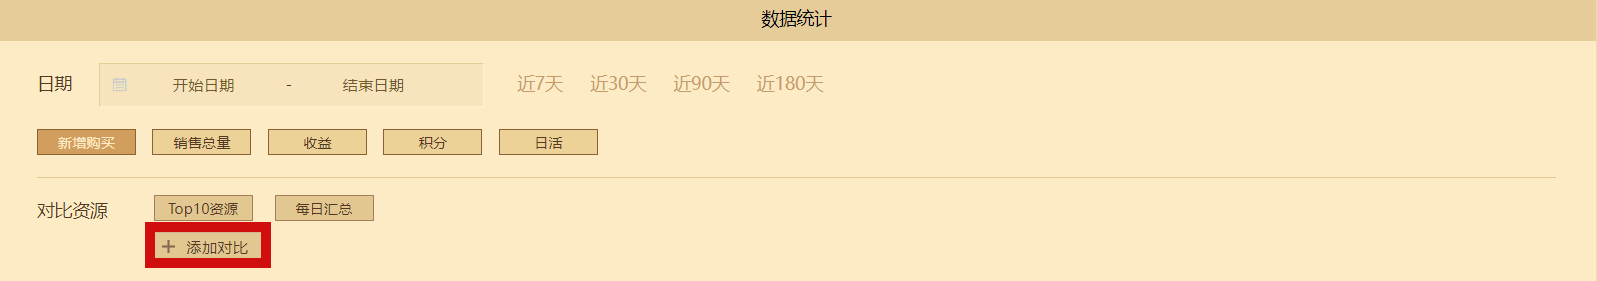 数据统计
日期 开始日期 - 结束日期 近7天 近30天 近90天 近180天
新增购买 销售总量 收益 积分 日活
对比资源 Top10资源 每日汇总
+ 添加对比